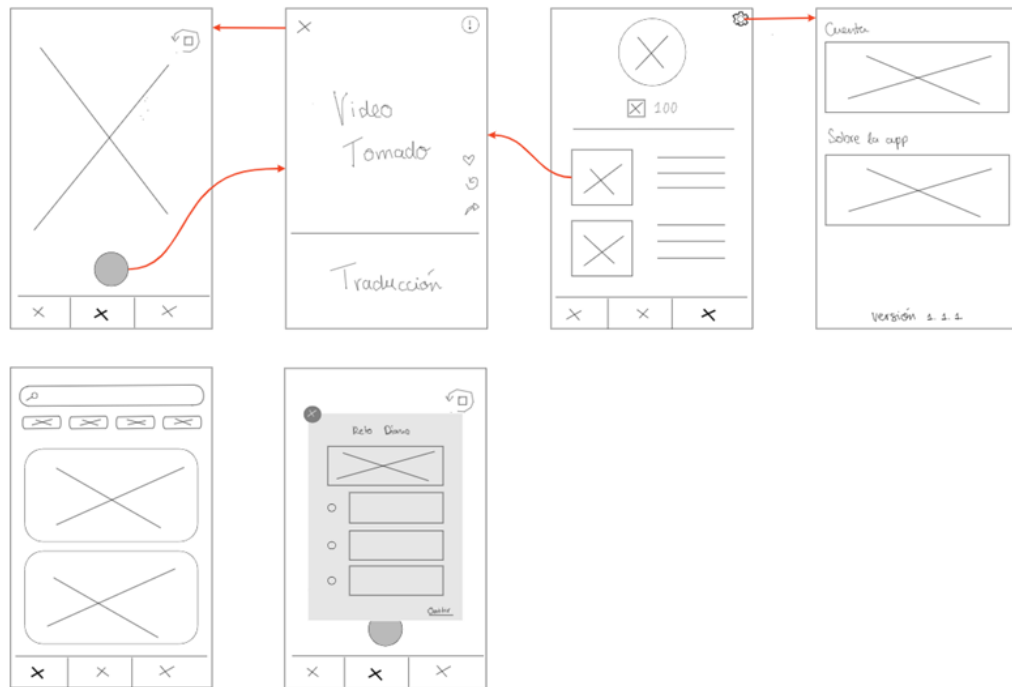 Video
Tomado
Traducción
100
Cuenta
Sobre la app
versión 1.1.1
Reto Diario